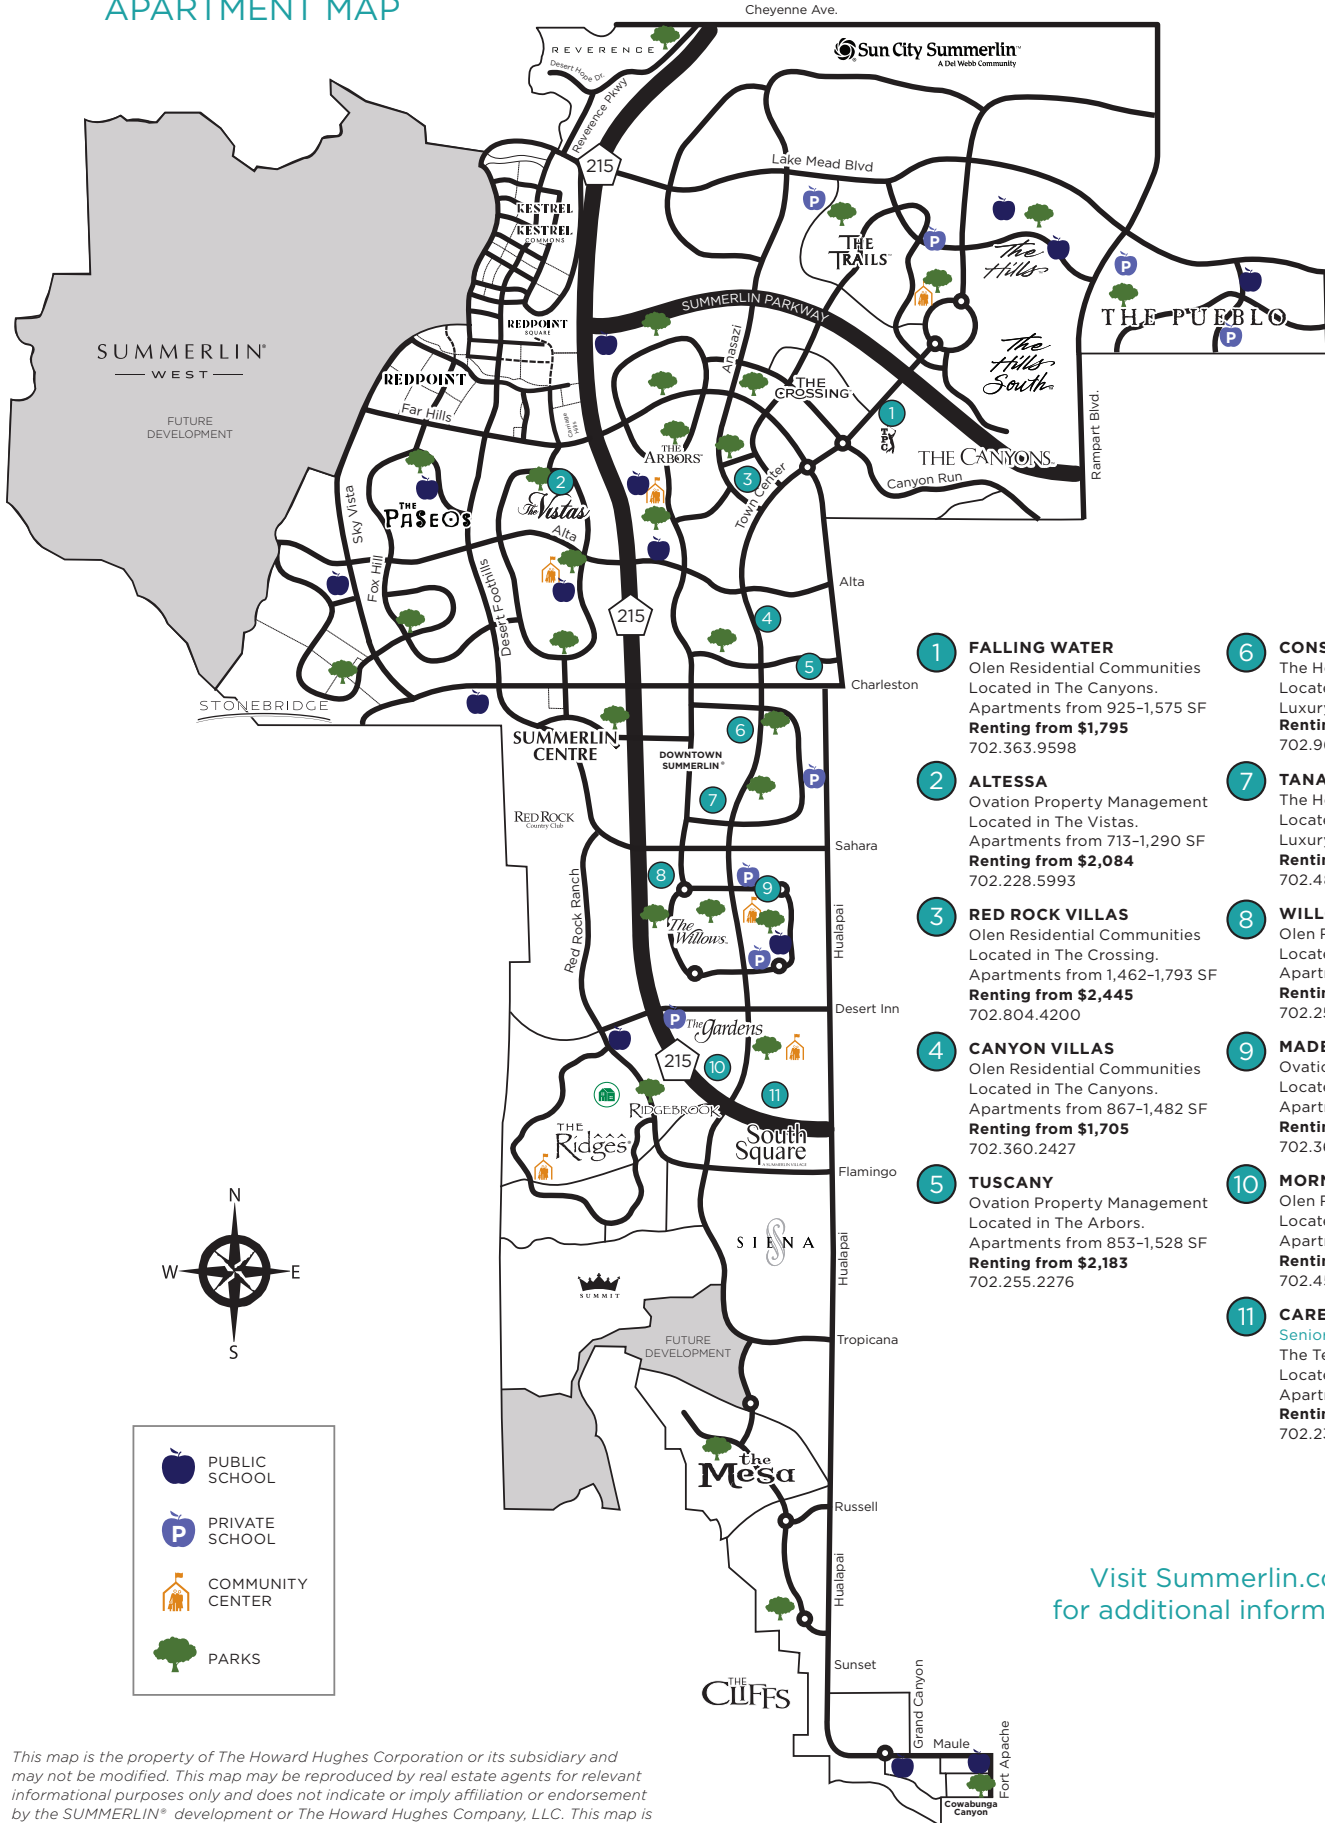 APARTMENT MAP
Cheyenne Ave.
REVERENCE
Desert Hope Dr.
Reverence Pkwy
Sun City Summerlin™
A Del Webb Community
215
Lake Mead Blvd
KESTREL
KESTREL
COMMONS
THE
TRAILS
The
Hills
SUMMERLIN PARKWAY
THE PUEBLO
REDPOINT
SQUARE
SUMMERLIN®
WEST
FUTURE
DEVELOPMENT
REDPOINT
Far Hills
Carriage
Hills
Anasazi
THE
CROSSING
The
Hills
South
Rampart Blvd.
1
TPC
THE CANYONS
Canyon Run
THE
ARBORS
3
Town Center
2
The Vistas
Alta
THE
PASEOS
Sky Vista
Fox Hill
Desert Foothills
Alta
215
4
5
Charleston
STONEBRIDGE
SUMMERLIN
CENTRE
DOWNTOWN
SUMMERLIN®
6
7
P
RED ROCK
Country Club
Sahara
Red Rock Ranch
8
9
The
Willows
Hualapai
Desert Inn
The Gardens
215
10
11
RIDGEBROOK
THE
Ridges
South
Square
A SUMMERLIN VILLAGE
Flamingo
SIENA
Hualapai
SUMMIT
FUTURE
DEVELOPMENT
Tropicana
the
Mesa
Russell
Hualapai
Sunset
THE
CLIFFS
Grand Canyon
Maule
Fort Apache
Cowabunga
Canyon
1 FALLING WATER
Olen Residential Communities
Located in The Canyons.
Apartments from 925–1,575 SF
Renting from $1,795
702.363.9598
2 ALTESSA
Ovation Property Management
Located in The Vistas.
Apartments from 713–1,290 SF
Renting from $2,084
702.228.5993
3 RED ROCK VILLAS
Olen Residential Communities
Located in The Crossing.
Apartments from 1,462–1,793 SF
Renting from $2,445
702.804.4200
4 CANYON VILLAS
Olen Residential Communities
Located in The Canyons.
Apartments from 867–1,482 SF
Renting from $1,705
702.360.2427
5 TUSCANY
Ovation Property Management
Located in The Arbors.
Apartments from 853–1,528 SF
Renting from $2,183
702.255.2276
6
The
Luxury
7
The
8
Olen
9
10
Olen
11
The
N
W
E
S
PUBLIC
SCHOOL
P
PRIVATE
SCHOOL
COMMUNITY
CENTER
PARKS
Visit
for additional
This map is the property of The Howard Hughes Corporation or its subsidiary and
may not be modified. This map may be reproduced by real estate agents for relevant
informational purposes only and does not indicate or imply affiliation or endorsement
by the SUMMERLIN® development or The Howard Hughes Company, LLC. This map is